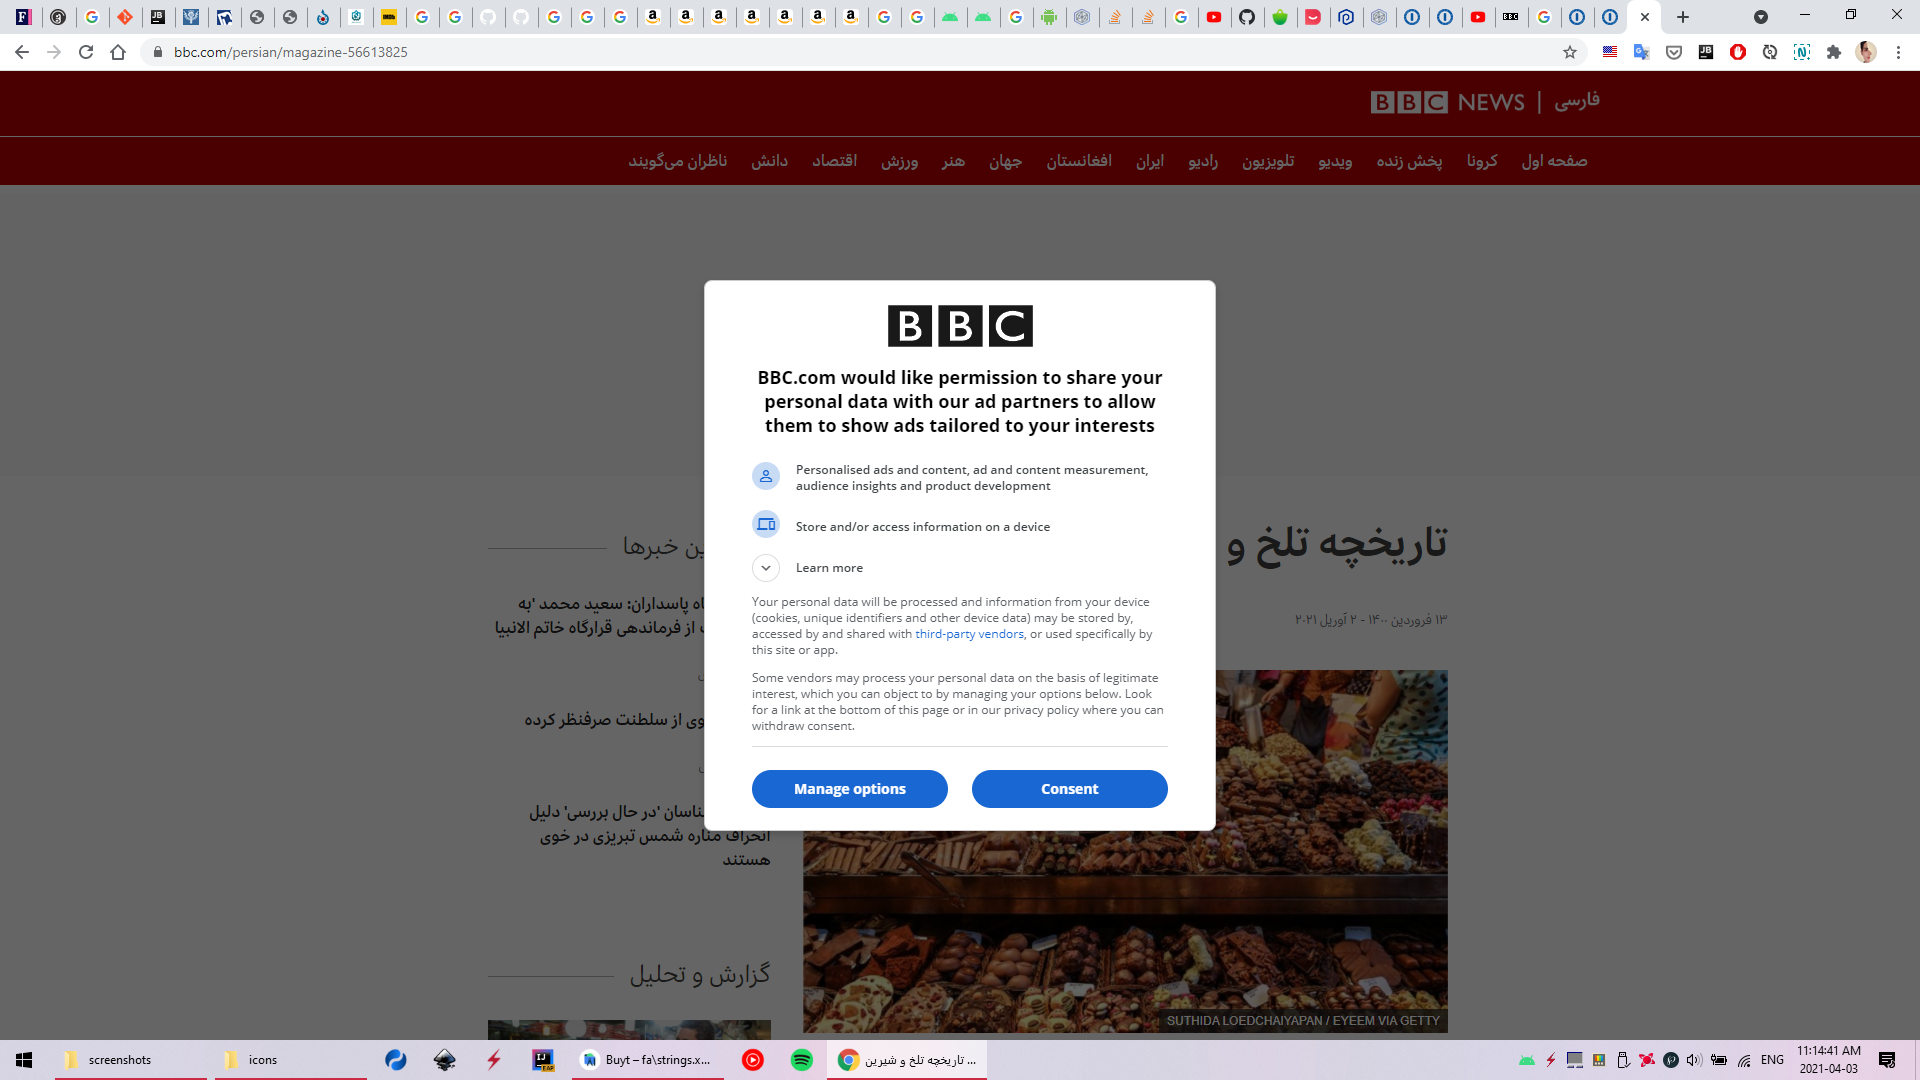 bbc.com/persian/magazine-56613825
BBC NEWS | فارسی
صفحه اول کرونا پخش زنده ویدیو تلویزیون رادیو ایران افغانستان جهان هنر ورزش اقتصاد دانش ناظران می‌گویند
BBC
BBC.com would like permission to share your
personal data with our ad partners to allow
them to show ads tailored to your interests
Personalised ads and content, ad and content measurement,
audience insights and product development
Store and/or access information on a device
Learn more
Your personal data will be processed and information from your device
(cookies, unique identifiers and other device data) may be stored by,
accessed by and shared with third-party vendors, or used specifically by
this site or app.
Some vendors may process your personal data on the basis of legitimate
interest, which you can object to by managing your options below. Look
for a link at the bottom of this page or in our privacy policy where you can
withdraw consent.
Manage options
Consent
تاریخچه تلخ و
۱۳ فروردین ۱۴۰۰ - ۲ آوریل ۲۰۲۱
SUTHIDA LOEDCHAIYAPAN / EYEEM VIA GETTY
خبرها
پاسداران: سعید محمد 'به
از فرماندهی قرارگاه خاتم الانبیا
از سلطنت صرفنظر کرده
'در حال بررسی' دلیل
انحراف مناره شمس تبریزی در خوی
هستند
گزارش و تحلیل
screenshots
icons
Buyt – fa\strings.x...
تاریخچه تلخ و شیرین ...
ENG
11:14:41 AM
2021-04-03